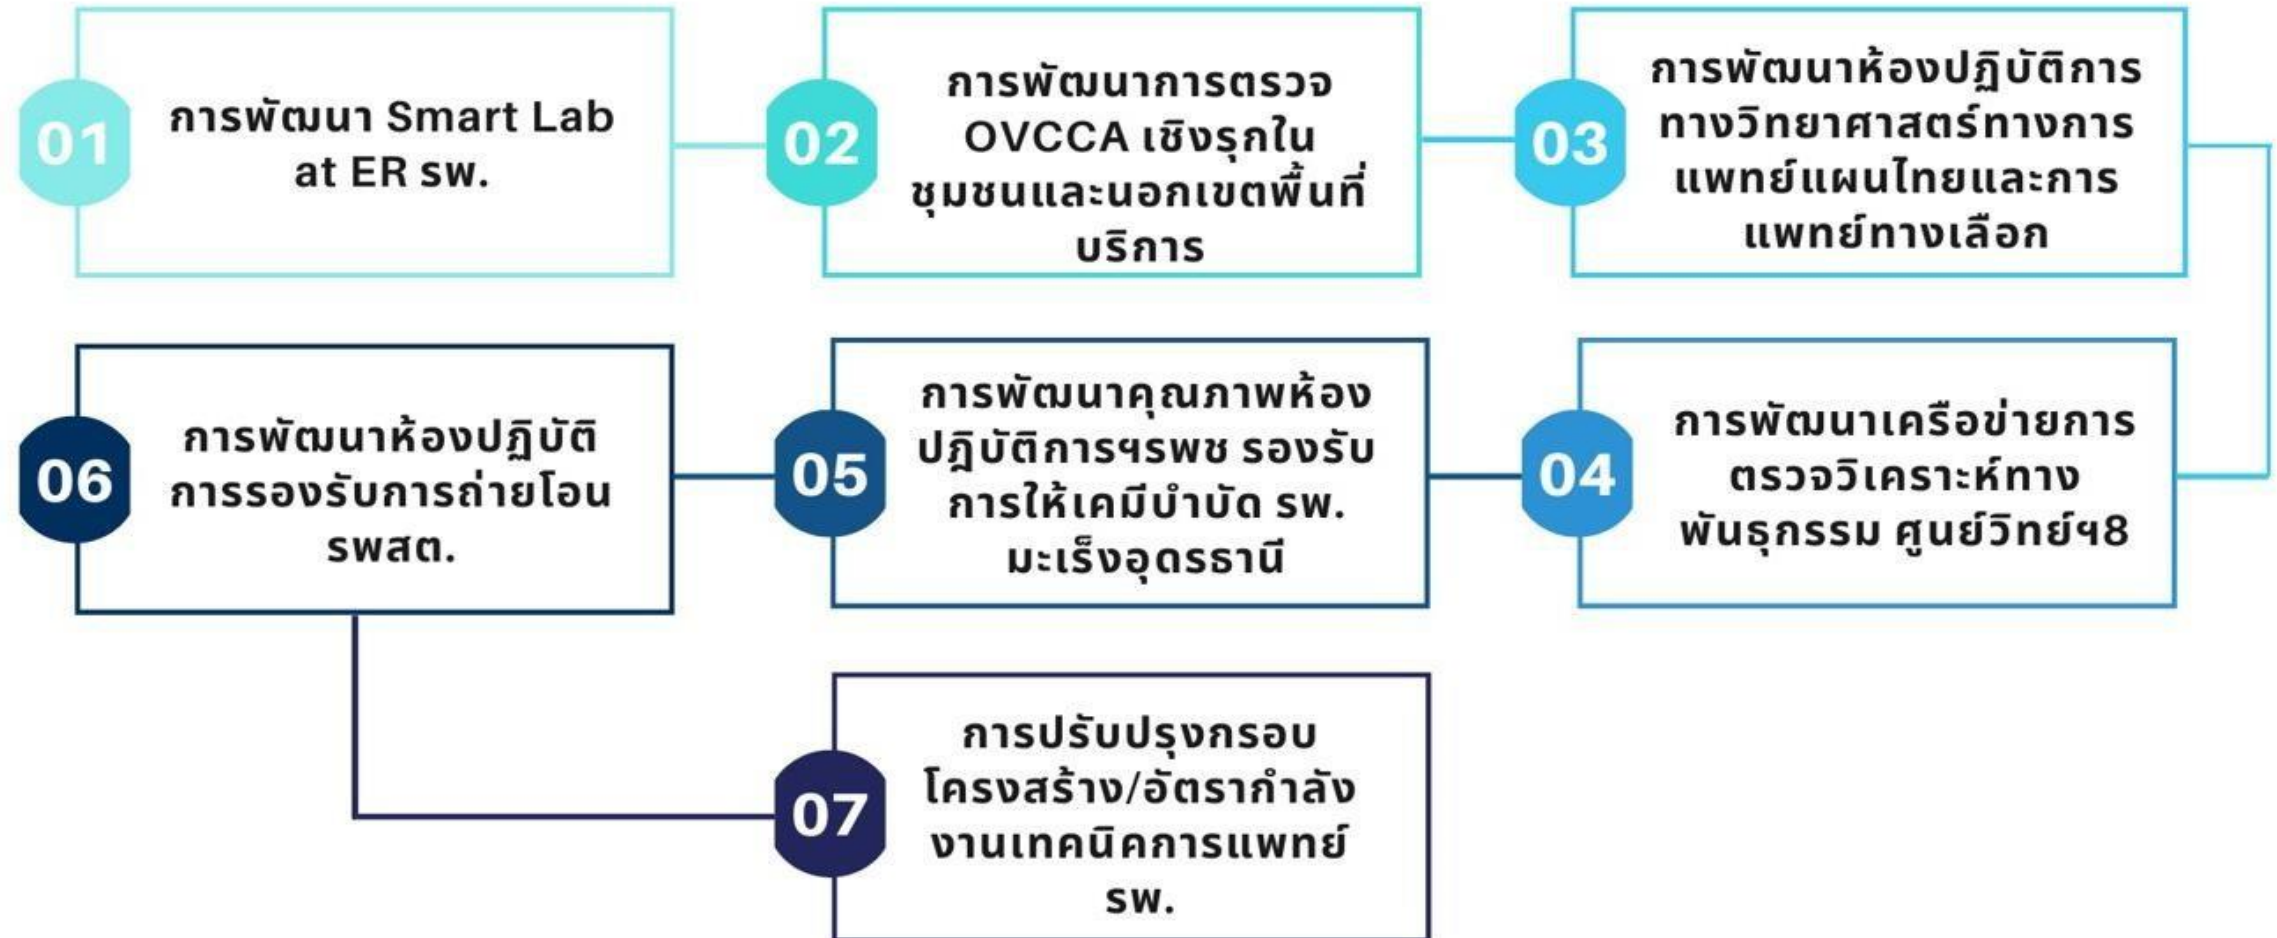 01
การพัฒนา Smart Lab
at ER รพ.
02
การพัฒนาการตรวจ
OVCCA เชิงรุกใน
ชุมชนและนอกเขตพื้นที่
บริการ
03
การพัฒนาห้องปฏิบัติการ
ทางวิทยาศาสตร์ทางการ
แพทย์แผนไทยและการ
แพทย์ทางเลือก
04
การพัฒนาเครือข่ายการ
ตรวจวิเคราะห์ทาง
พันธุกรรม ศูนย์วิทย์ฯ8
05
การพัฒนาคุณภาพห้อง
ปฎิบัติการฯรพช รองรับ
การให้เคมีบำบัด รพ.
มะเร็งอุดรธานี
06
การพัฒนาห้องปฏิบัติ
การรองรับการถ่ายโอน
รพสต.
07
การปรับปรุงกรอบ
โครงสร้าง/อัตรากำลัง
งานเทคนิคการแพทย์
รพ.